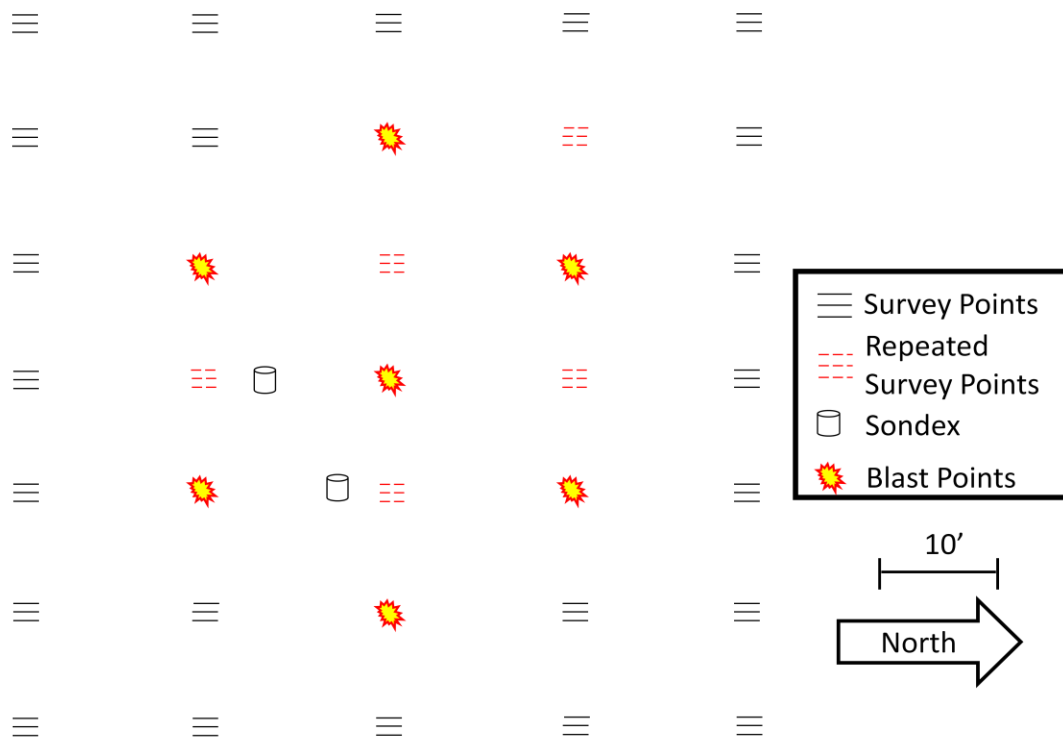 Survey Points
Repeated
Survey Points
Sondex
Blast Points
10’
North